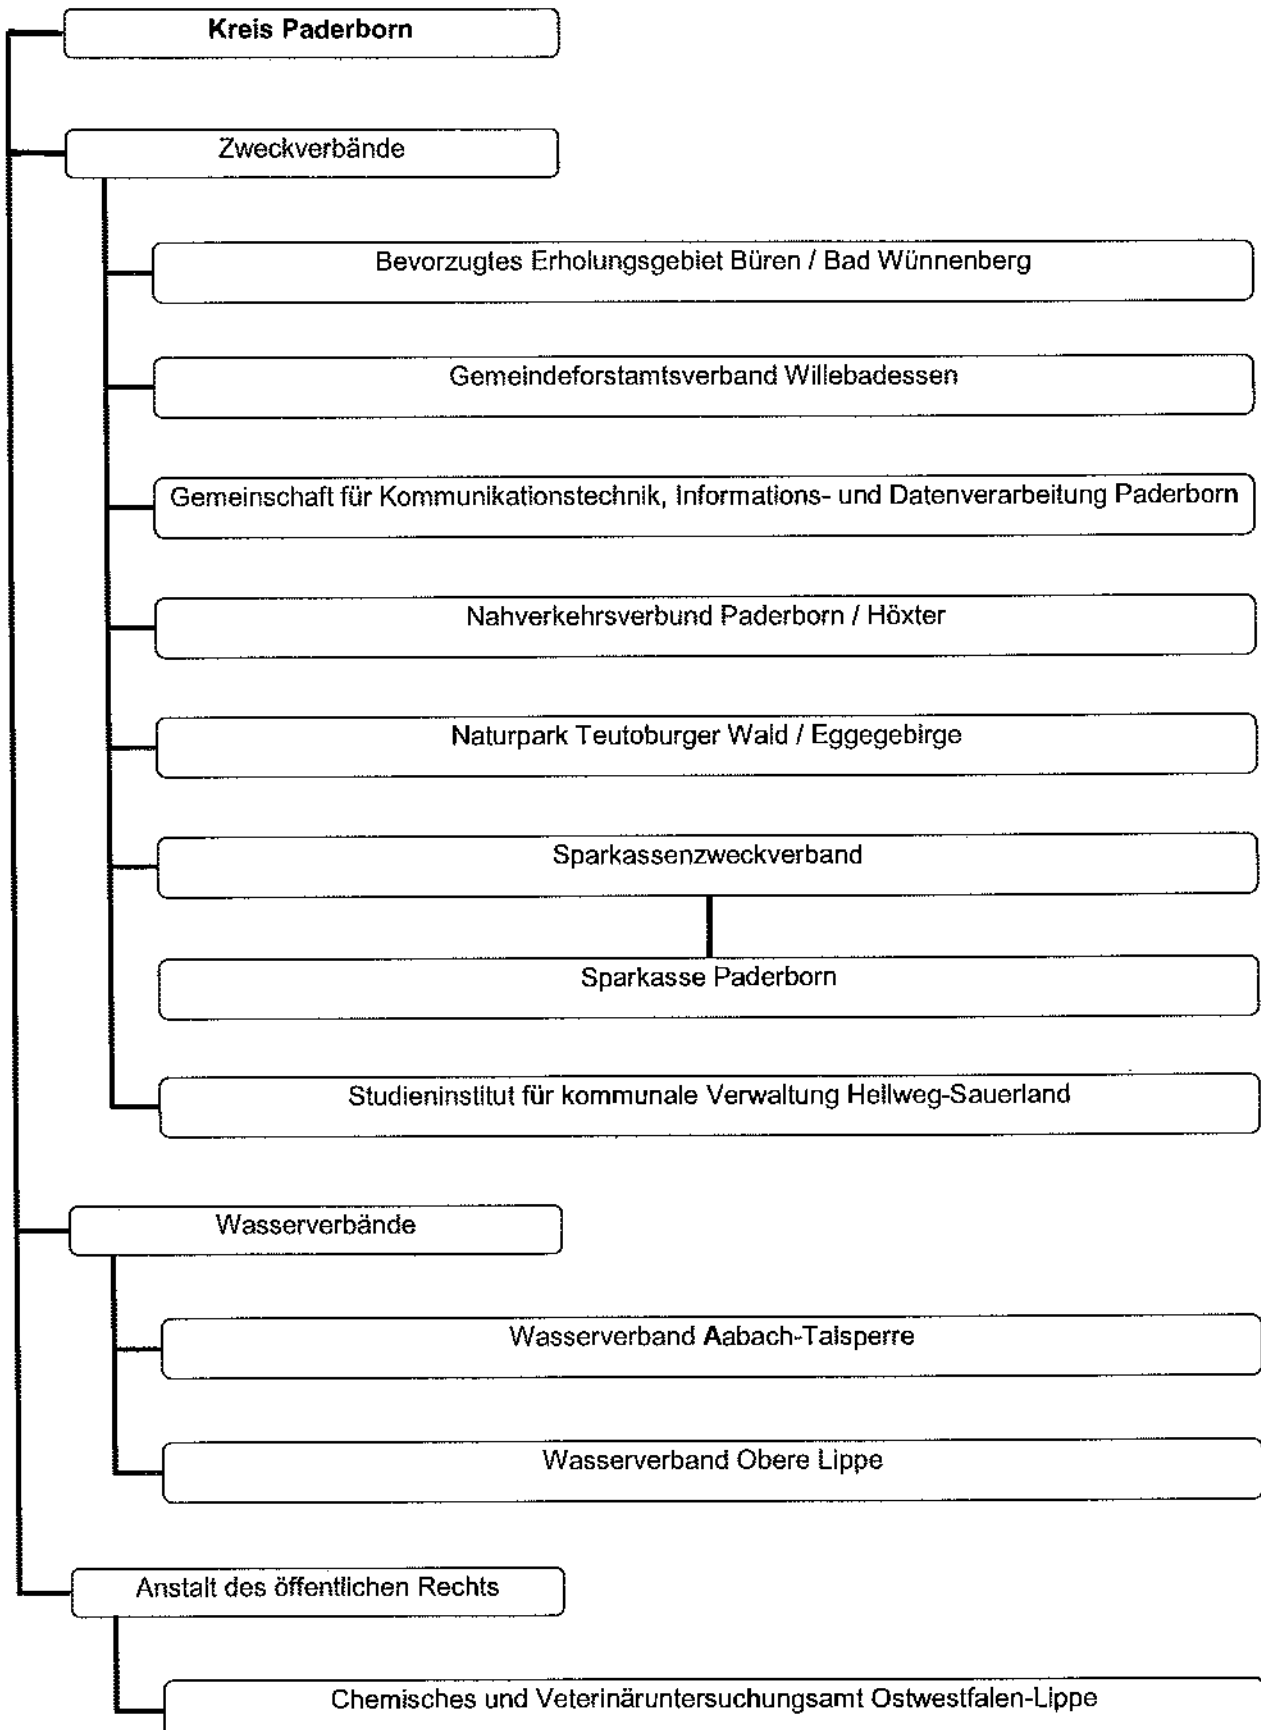 Kreis Paderborn
Zweckverbände
Bevorzugtes Erholungsgebiet Büren / Bad Wünnenberg
Gemeindeforstamtsverband Willebadessen
Gemeinschaft für Kommunikationstechnik, Informations- und Datenverarbeitung Paderborn
Nahverkehrsverbund Paderborn / Höxter
Naturpark Teutoburger Wald / Eggegebirge
Sparkassenzweckverband
Sparkasse Paderborn
Studieninstitut für kommunale Verwaltung Hellweg-Sauerland
Wasserverbände
Wasserverband Aabach-Talsperre
Wasserverband Obere Lippe
Anstalt des öffentlichen Rechts
Chemisches und Veterinäruntersuchungsamt Ostwestfalen-Lippe